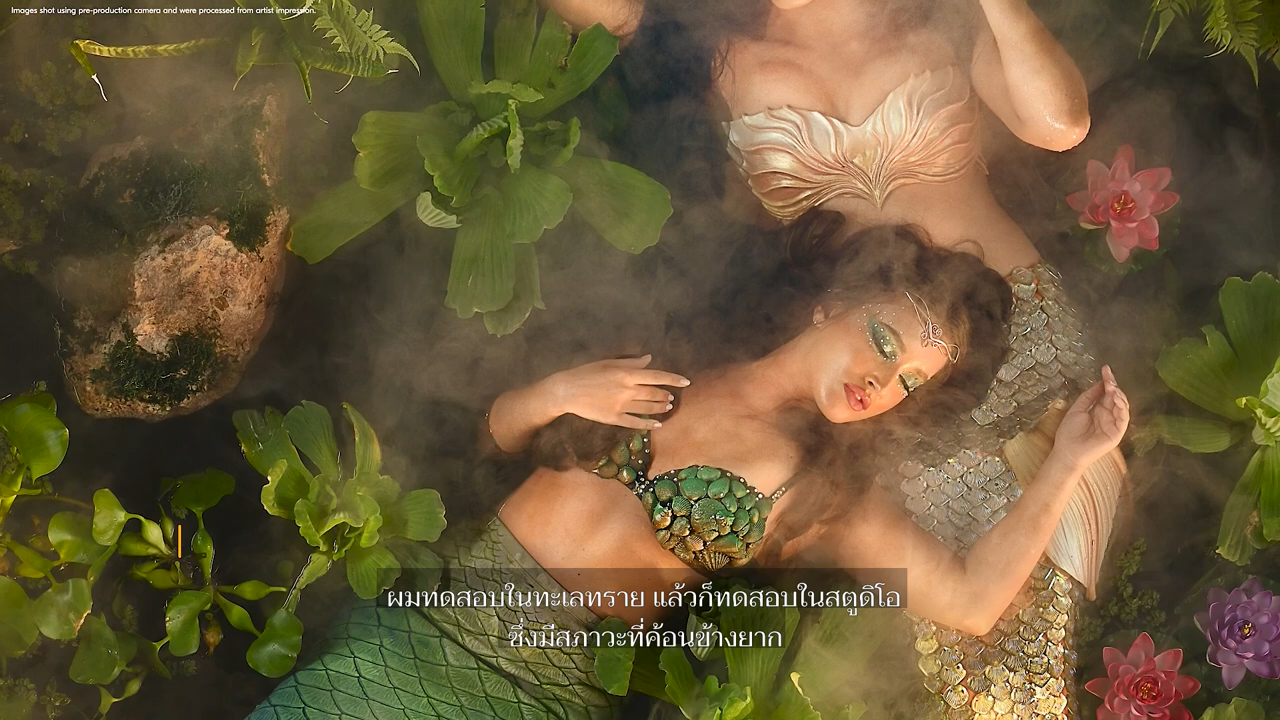 Images shot using pre-production camera and were processed from artist impression.
ผมทดสอบในทะเลทราย แล้วก็ทดสอบในสตูดิโอ
ซึ่งมีสภาวะที่ค้อนข้างยาก